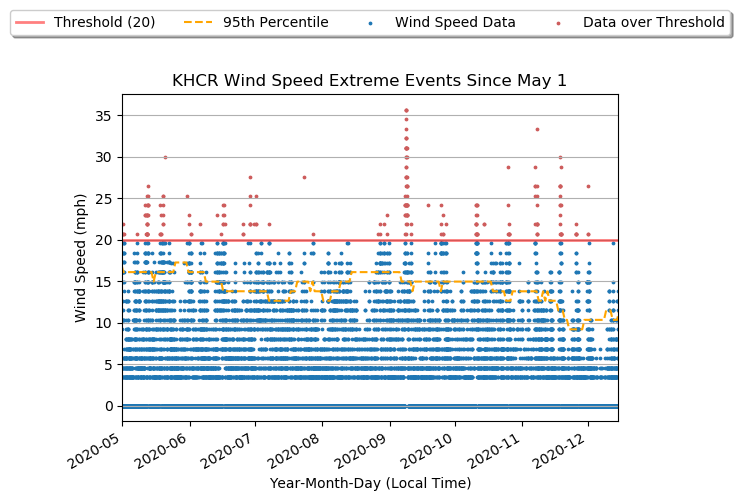 Threshold (20) 95th Percentile Wind Speed Data Data over Threshold
KHCR Wind Speed Extreme Events Since May 1
Wind Speed (mph)
35
30
25
20
15
10
5
0
2020-05 2020-06 2020-07 2020-08 2020-09 2020-10 2020-11 2020-12
Year-Month-Day (Local Time)